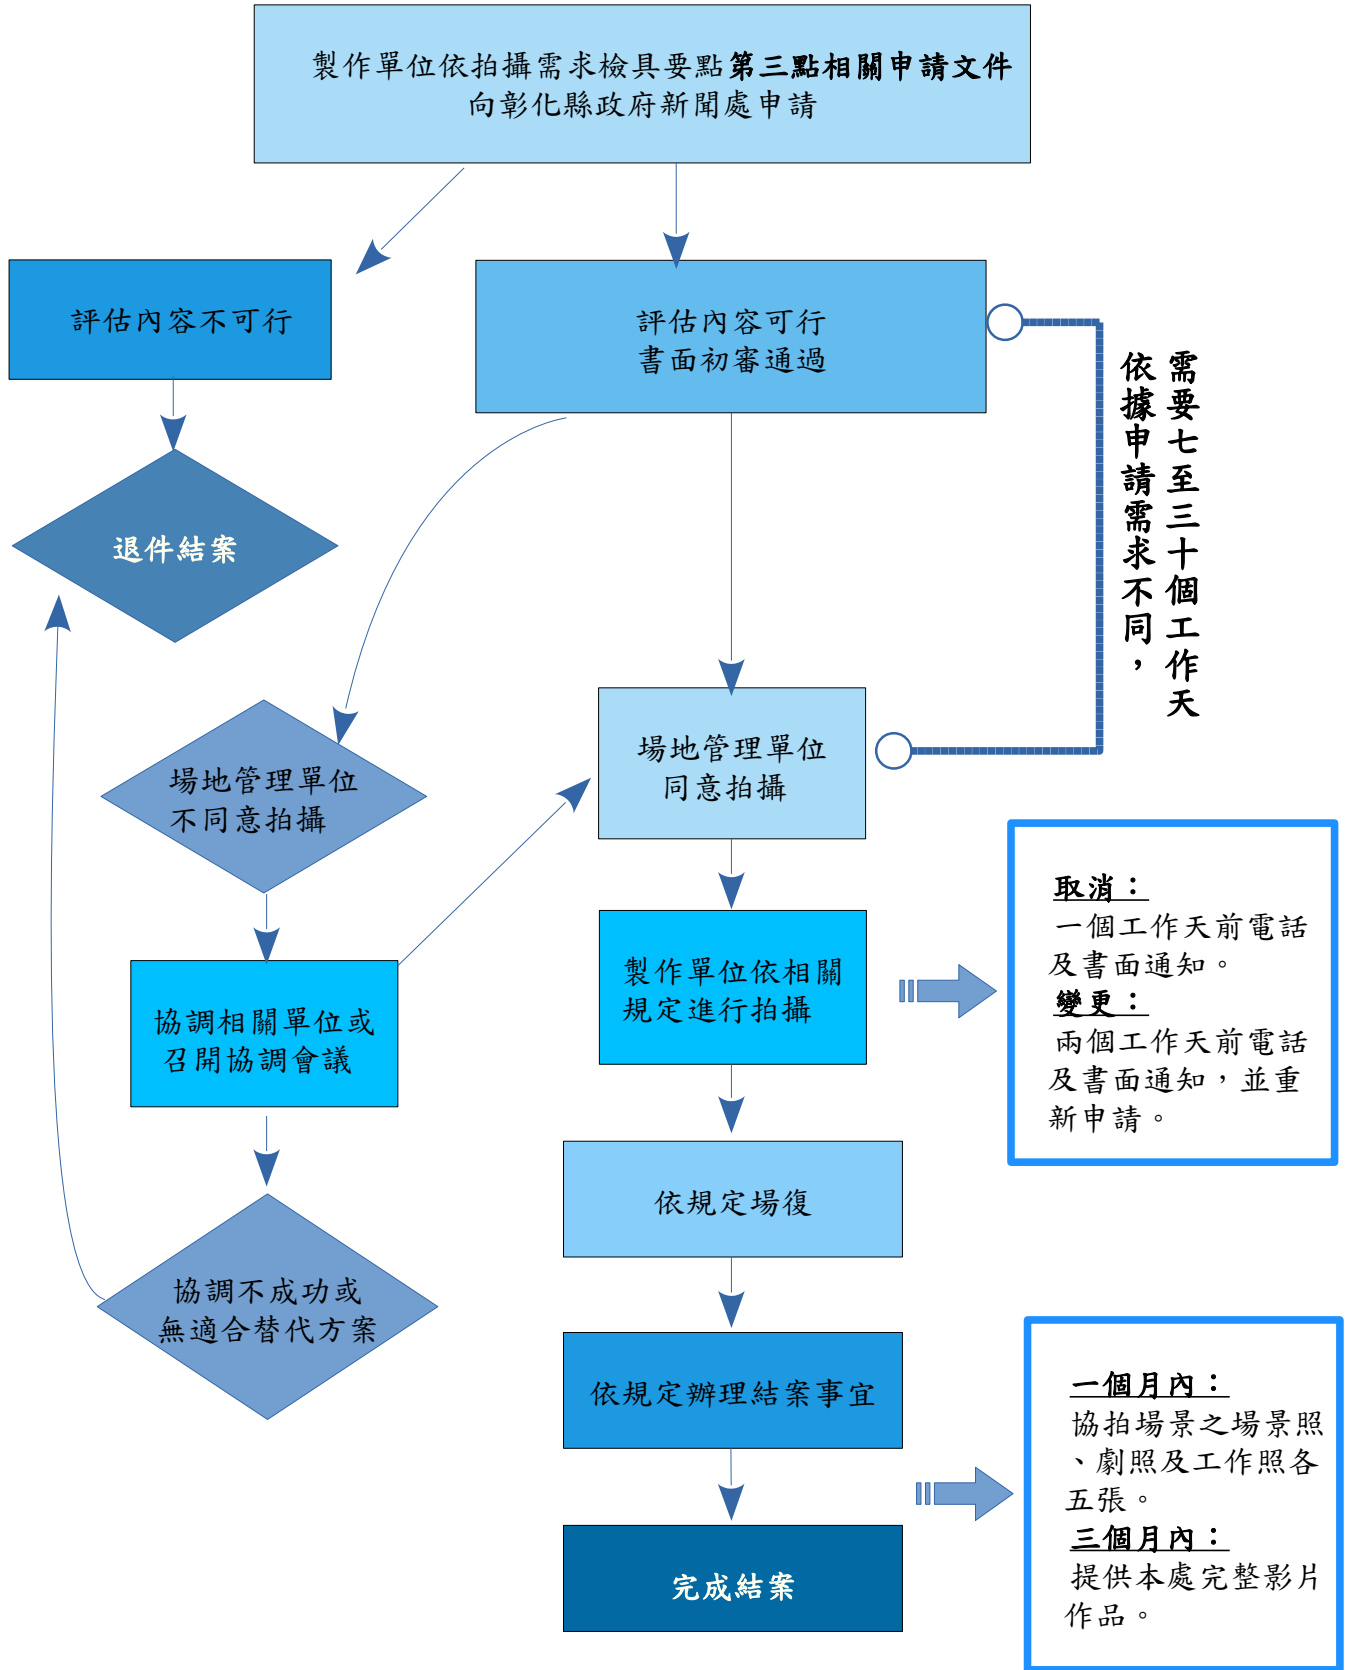 製作單位依拍攝需求檢具要點第三點相關申請文件
向彰化縣政府新聞處申請
評估內容不可行
評估內容可行
書面初審通過
需要七至三十個工作天
依據申請需求不同，
退件結案
場地管理單位
不同意拍攝
場地管理單位
同意拍攝
取消：
一個工作天前電話
及書面通知。
變更：
兩個工作天前電話
及書面通知，並重
新申請。
製作單位依相關
規定進行拍攝
協調相關單位或
召開協調會議
依規定場復
協調不成功或
無適合替代方案
依規定辦理結案事宜
一個月內：
協拍場景之場景照
、劇照及工作照各
五張。
三個月內：
提供本處完整影片
作品。
完成結案